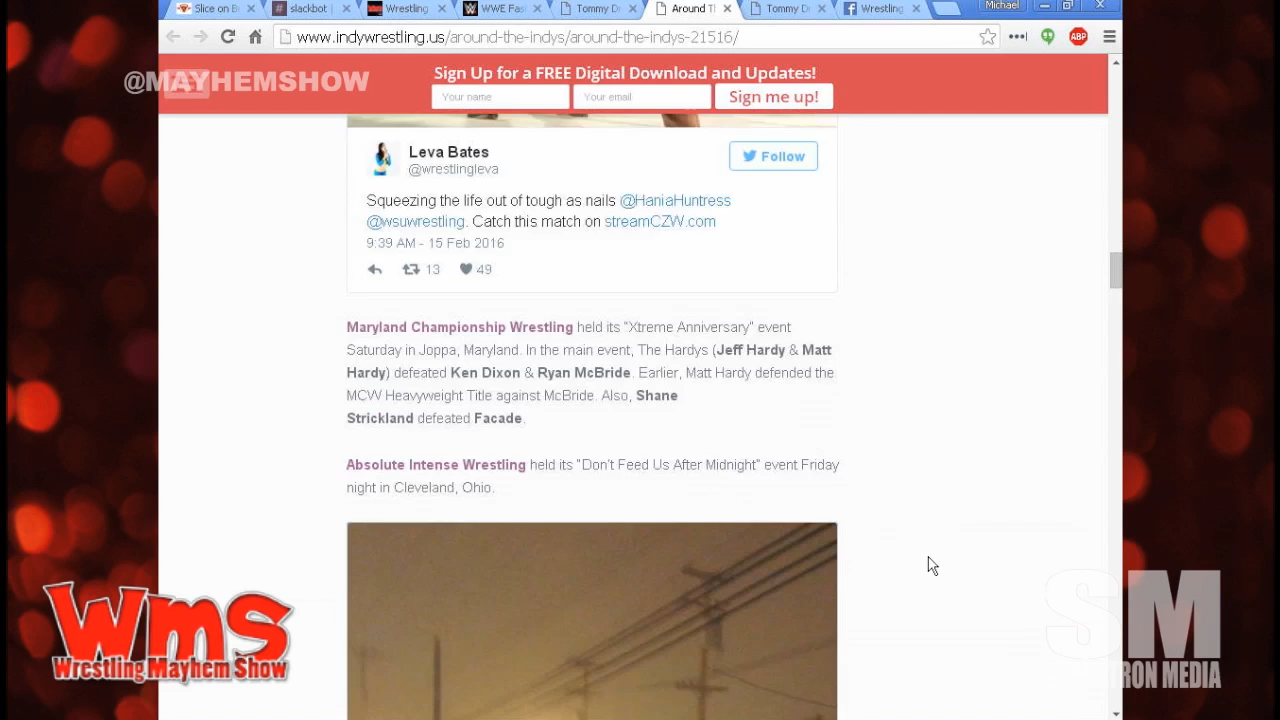 Slice on B
slackbot |
Wrestling
WWE Fas
Tommy D
Around T
Tommy D
Wrestling
Michael
www.indywrestling.us/around-the-indys/around-the-indys-21516/
ABP
@MAYHEMSHOW
Sign Up for a FREE Digital Download and Updates!
Your name
Your email
Sign me up!
Leva Bates
@wrestlingleva
Follow
Squeezing the life out of tough as nails @HaniaHuntress
@wsuwrestling. Catch this match on streamCZW.com
9:39 AM - 15 Feb 2016
13
49
Maryland Championship Wrestling held its "Xtreme Anniversary" event
Saturday in Joppa, Maryland. In the main event, The Hardys (Jeff Hardy & Matt
Hardy) defeated Ken Dixon & Ryan McBride. Earlier, Matt Hardy defended the
MCW Heavyweight Title against McBride. Also, Shane
Strickland defeated Facade.
Absolute Intense Wrestling held its "Don't Feed Us After Midnight" event Friday
night in Cleveland, Ohio.
WMS
Wrestling Mayhem Show
SM
TRON MEDIA